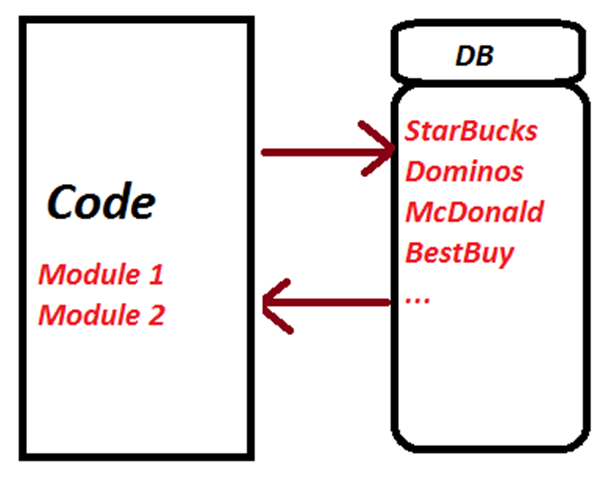 Code
Module 1
Module 2
DB
StarBucks
Dominos
McDonald
BestBuy
...